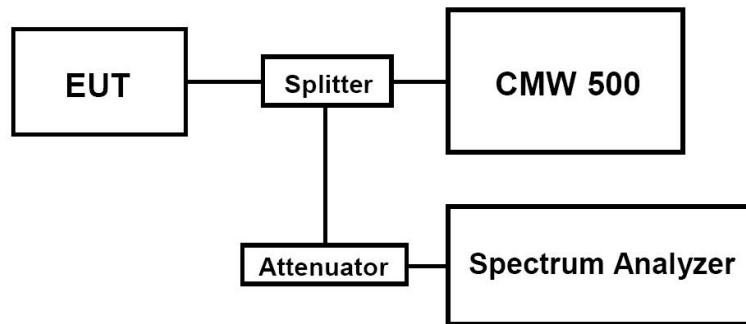 EUT
Splitter
CMW 500
Attenuator
Spectrum Analyzer